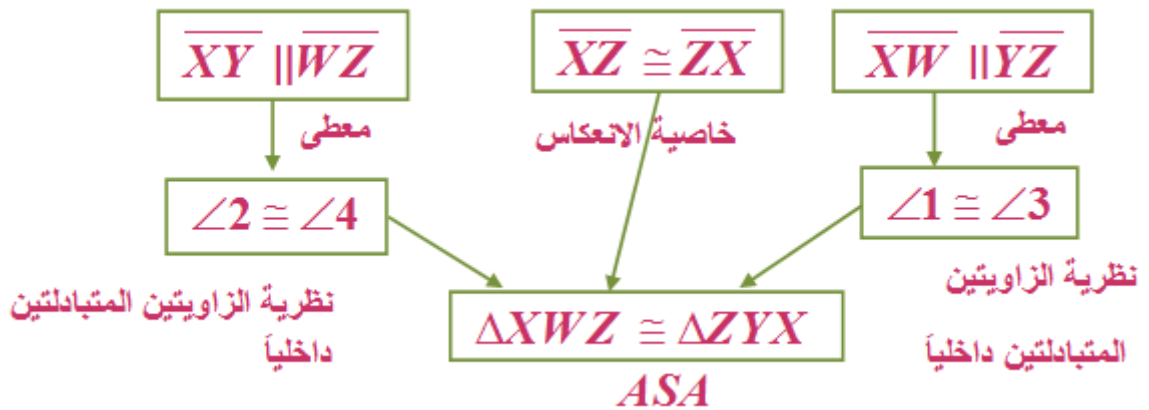 XY ∥ WZ
XZ ≅ ZX
XW ∥ YZ
معطى
خاصية الانعكاس
معطى
∠2 ≅ ∠4
∠1 ≅ ∠3
نظرية الزاويتين المتبادلتين
داخلياً
نظرية الزاويتين
المتبادلتين داخلياً
ΔXWZ ≅ ΔZYX
ASA